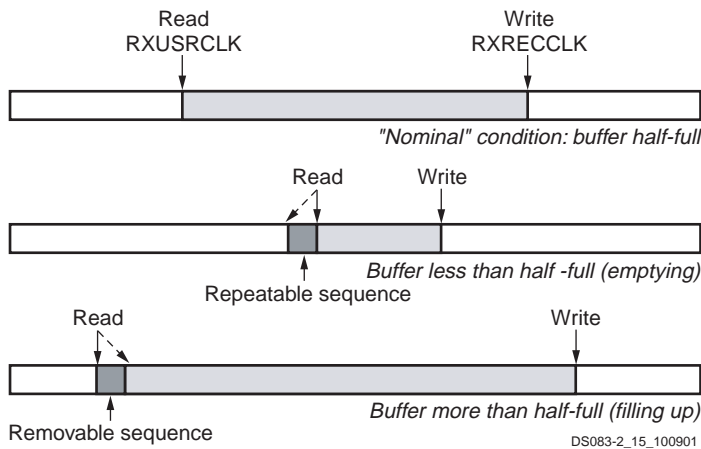 Read Write
RXUSRCLK RXRECCLK
"Nominal" condition: buffer half-full
Read Write
Buffer less than half -full (emptying)
Repeatable sequence
Read Write
Buffer more than half-full (filling up)
Removable sequence
DS083-2_15_100901